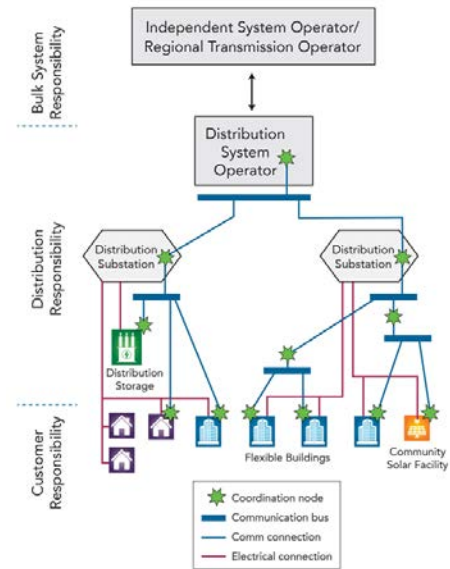 Bulk System
Responsibility
Independent System Operator/
Regional Transmission Operator
Distribution
System
Operator
Distribution
Responsibility
Distribution
Substation
Distribution
Substation
Distribution
Storage
Customer
Responsibility
Flexible Buildings
Community
Solar Facility
Coordination node
Communication bus
Comm connection
Electrical connection